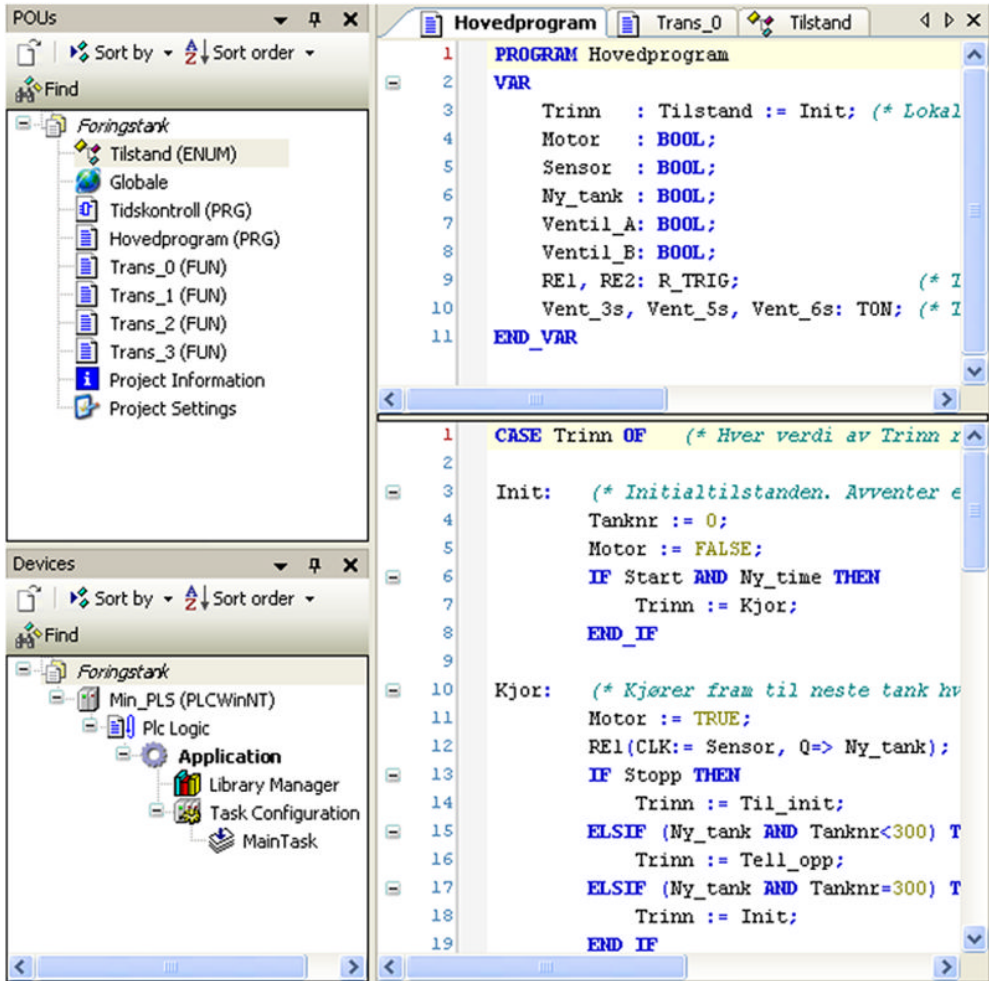 POUs
Sort by Sort order
Find
Foringstank
Tilstand (ENUM)
Globale
Tidskontroll (PRG)
Hovedprogram (PRG)
Trans_0 (FUN)
Trans_1 (FUN)
Trans_2 (FUN)
Trans_3 (FUN)
Project Information
Project Settings
Devices
Sort by Sort order
Find
Foringstank
Min_PLS (PLCWinNT)
Plc Logic
Application
Library Manager
Task Configuration
MainTask
Hovedprogram Trans_0 Tilstand
1 PROGRAM Hovedprogram
2 VAR
3 Trinn : Tilstand := Init; (* Lokal
4 Motor : BOOL;
5 Sensor : BOOL;
6 Ny_tank : BOOL;
7 Ventil_A: BOOL;
8 Ventil_B: BOOL;
9 RE1, RE2: R_TRIG; (* T
10 Vent_3s, Vent_5s, Vent_6s: TON; (* T
11 END_VAR
1 CASE Trinn OF (* Hver verdi av Trinn r
2
3 Init: (* Initialtilstanden. Avventer e
4 Tanknr := 0;
5 Motor := FALSE;
6 IF Start AND Ny_time THEN
7 Trinn := Kjor;
8 END_IF
9
10 Kjor: (* Kjører fram til neste tank hv
11 Motor := TRUE;
12 RE1(CLK:= Sensor, Q=> Ny_tank);
13 IF Stopp THEN
14 Trinn := Til_init;
15 ELSIF (Ny_tank AND Tanknr<300) T
16 Trinn := Tell_opp;
17 ELSIF (Ny_tank AND Tanknr=300) T
18 Trinn := Init;
19 END_IF